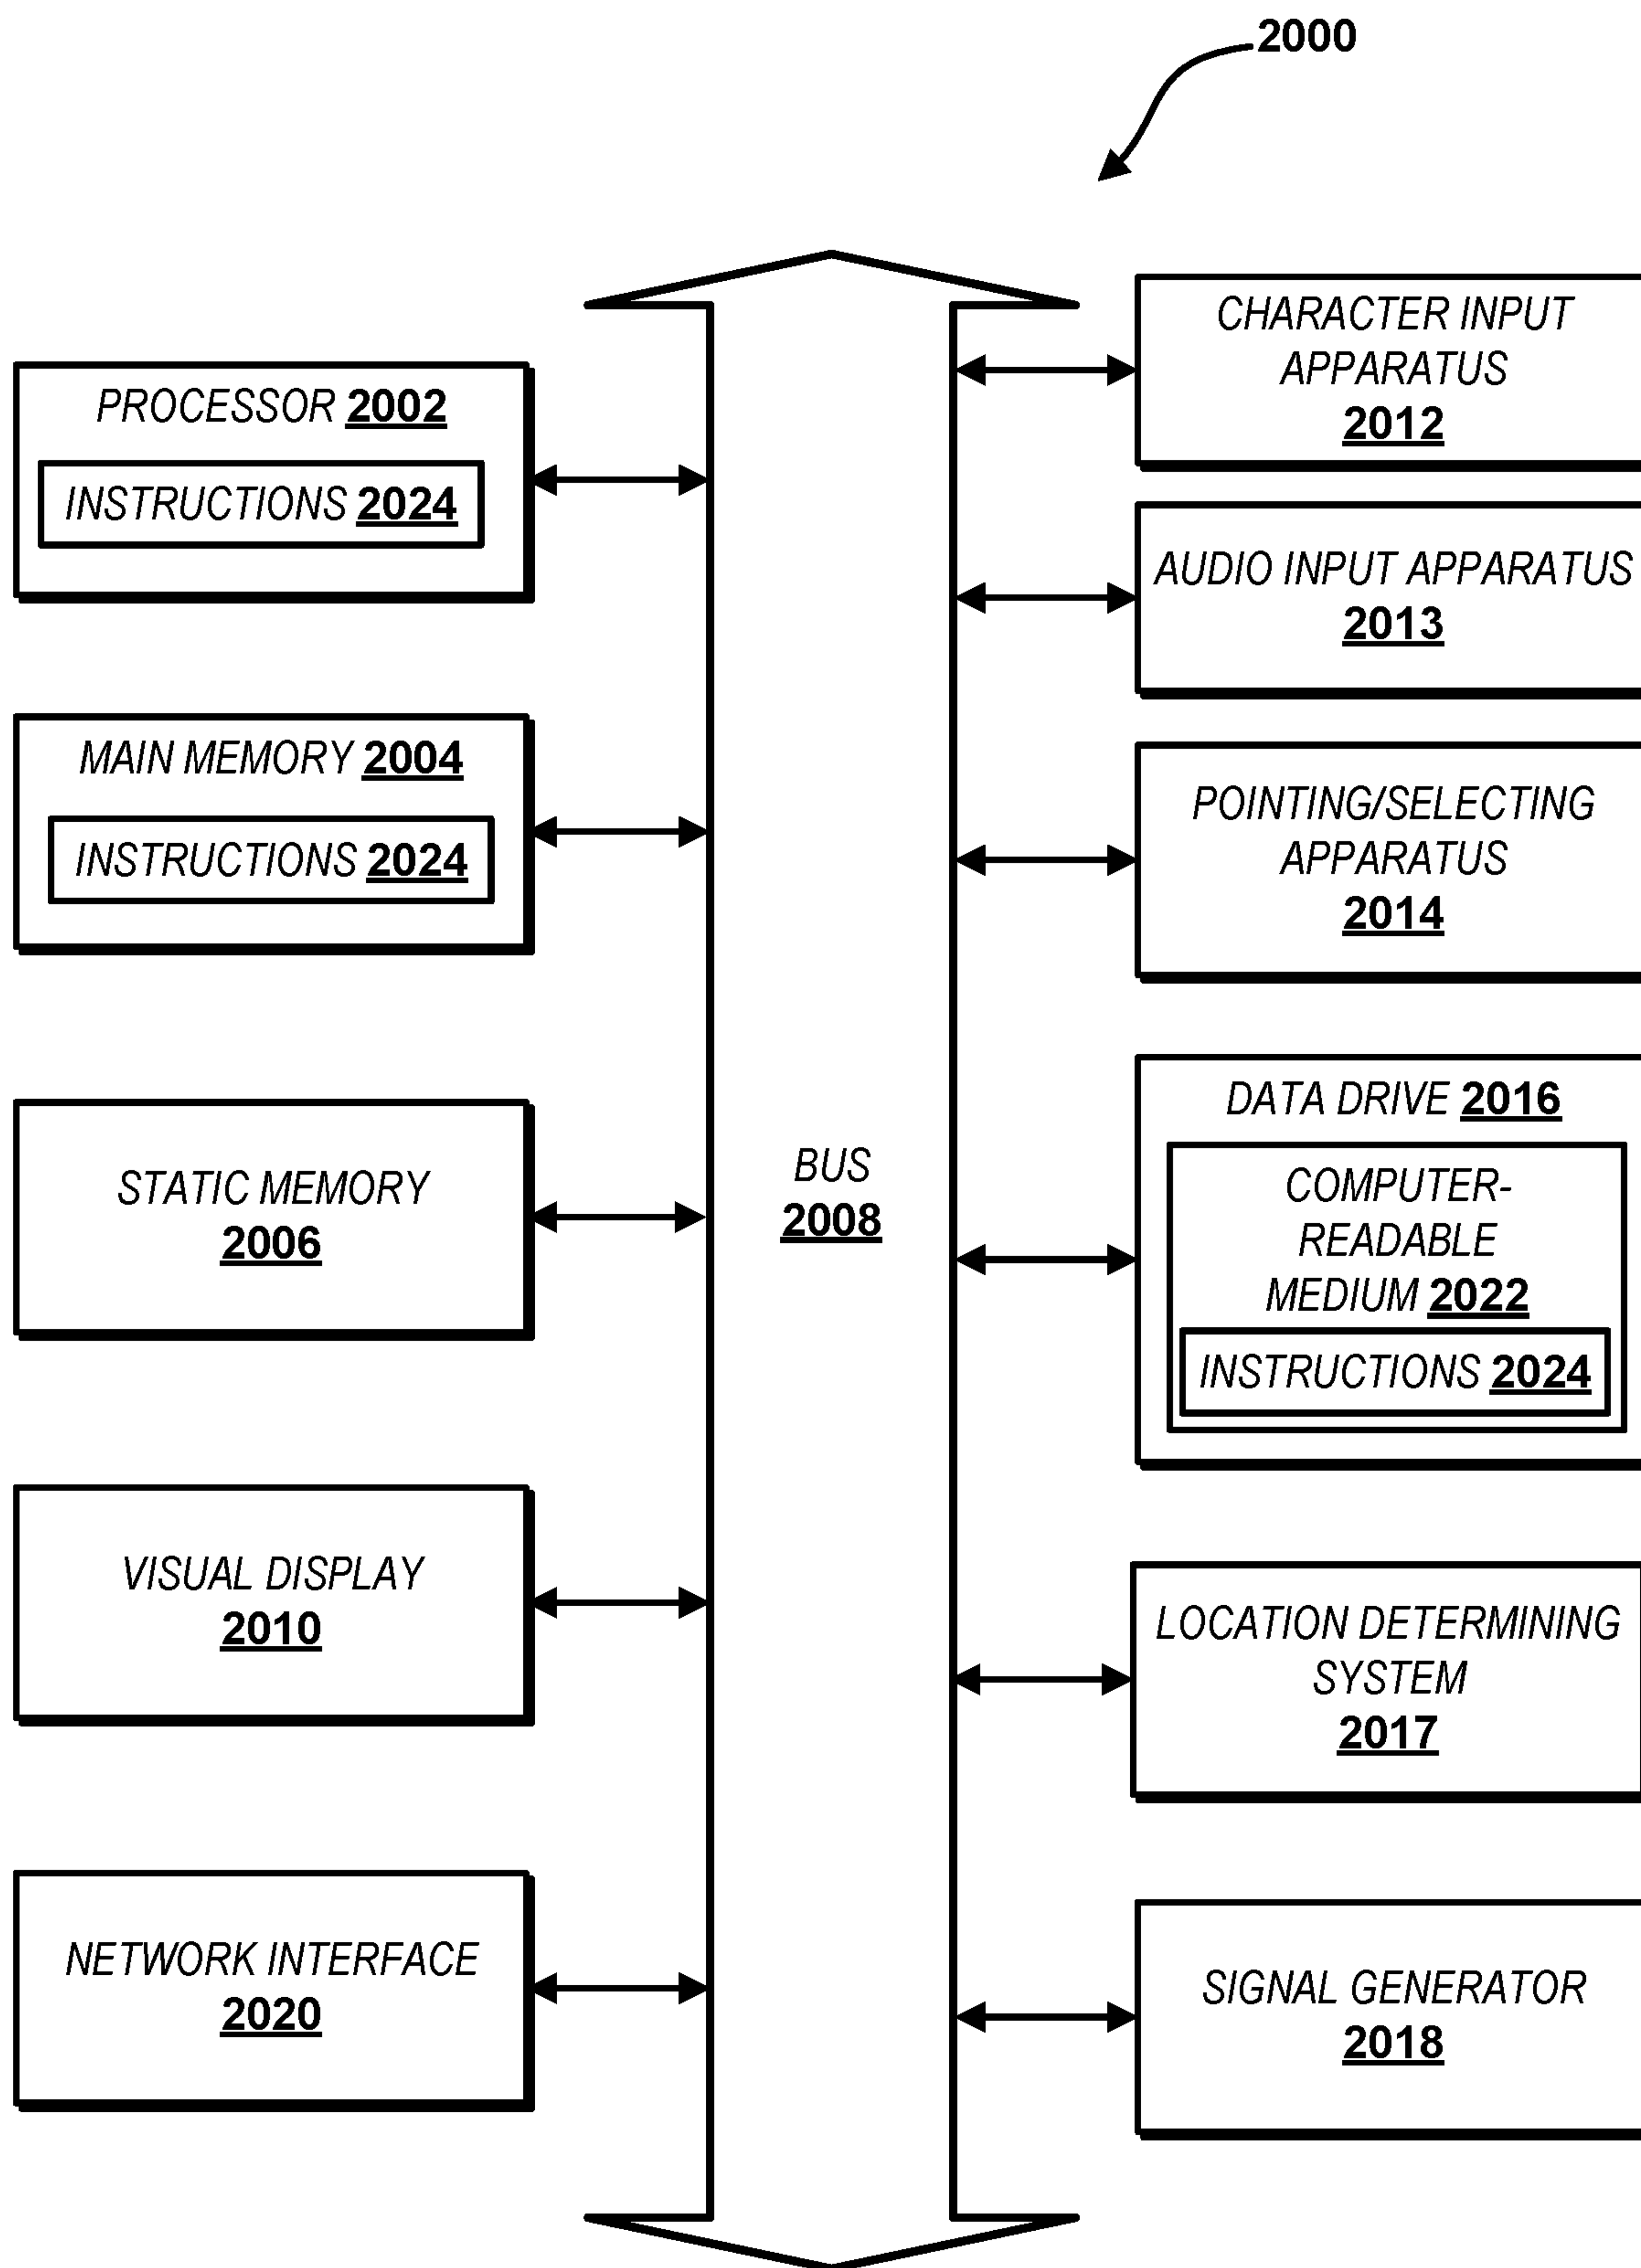 2000
PROCESSOR 2002
INSTRUCTIONS 2024
MAIN MEMORY 2004
INSTRUCTIONS 2024
STATIC MEMORY
2006
VISUAL DISPLAY
2010
NETWORK INTERFACE
2020
BUS
2008
CHARACTER INPUT
APPARATUS
2012
AUDIO INPUT APPARATUS
2013
POINTING/SELECTING
APPARATUS
2014
DATA DRIVE 2016
COMPUTER-
READABLE
MEDIUM 2022
INSTRUCTIONS 2024
LOCATION DETERMINING
SYSTEM
2017
SIGNAL GENERATOR
2018